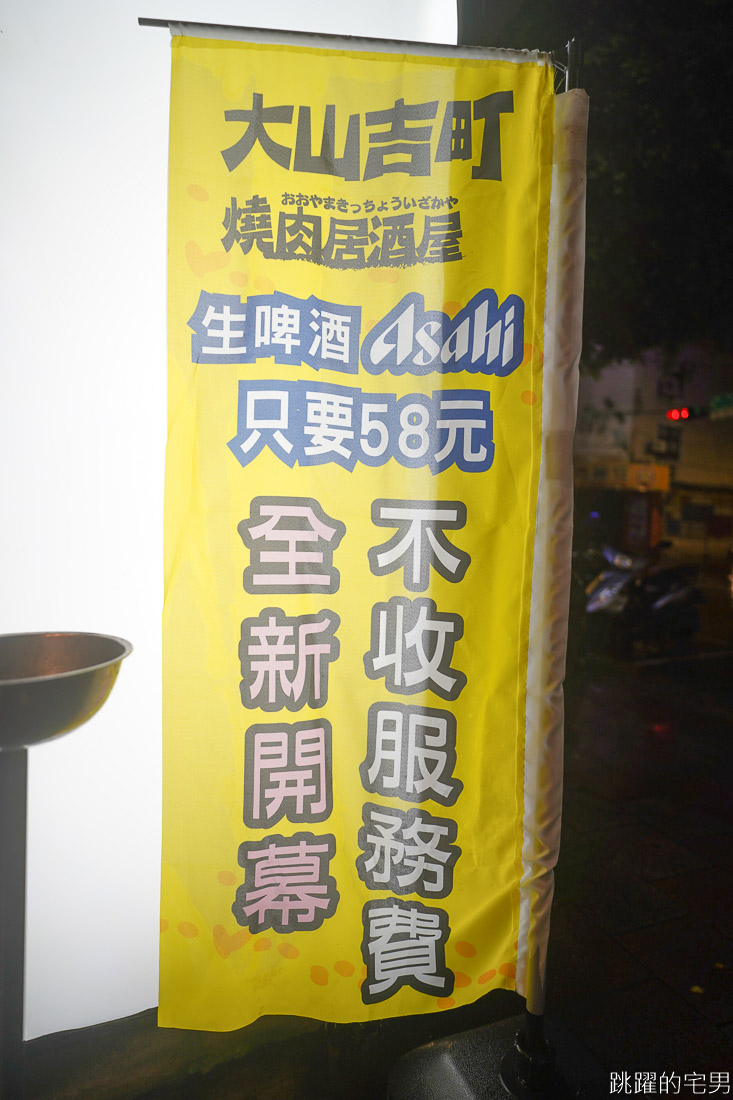 大山吉町
おおやまきっちょういざかや
燒肉居酒屋
生啤酒 Asahi
只要58元
不收服務費
全新開幕
跳躍的宅男